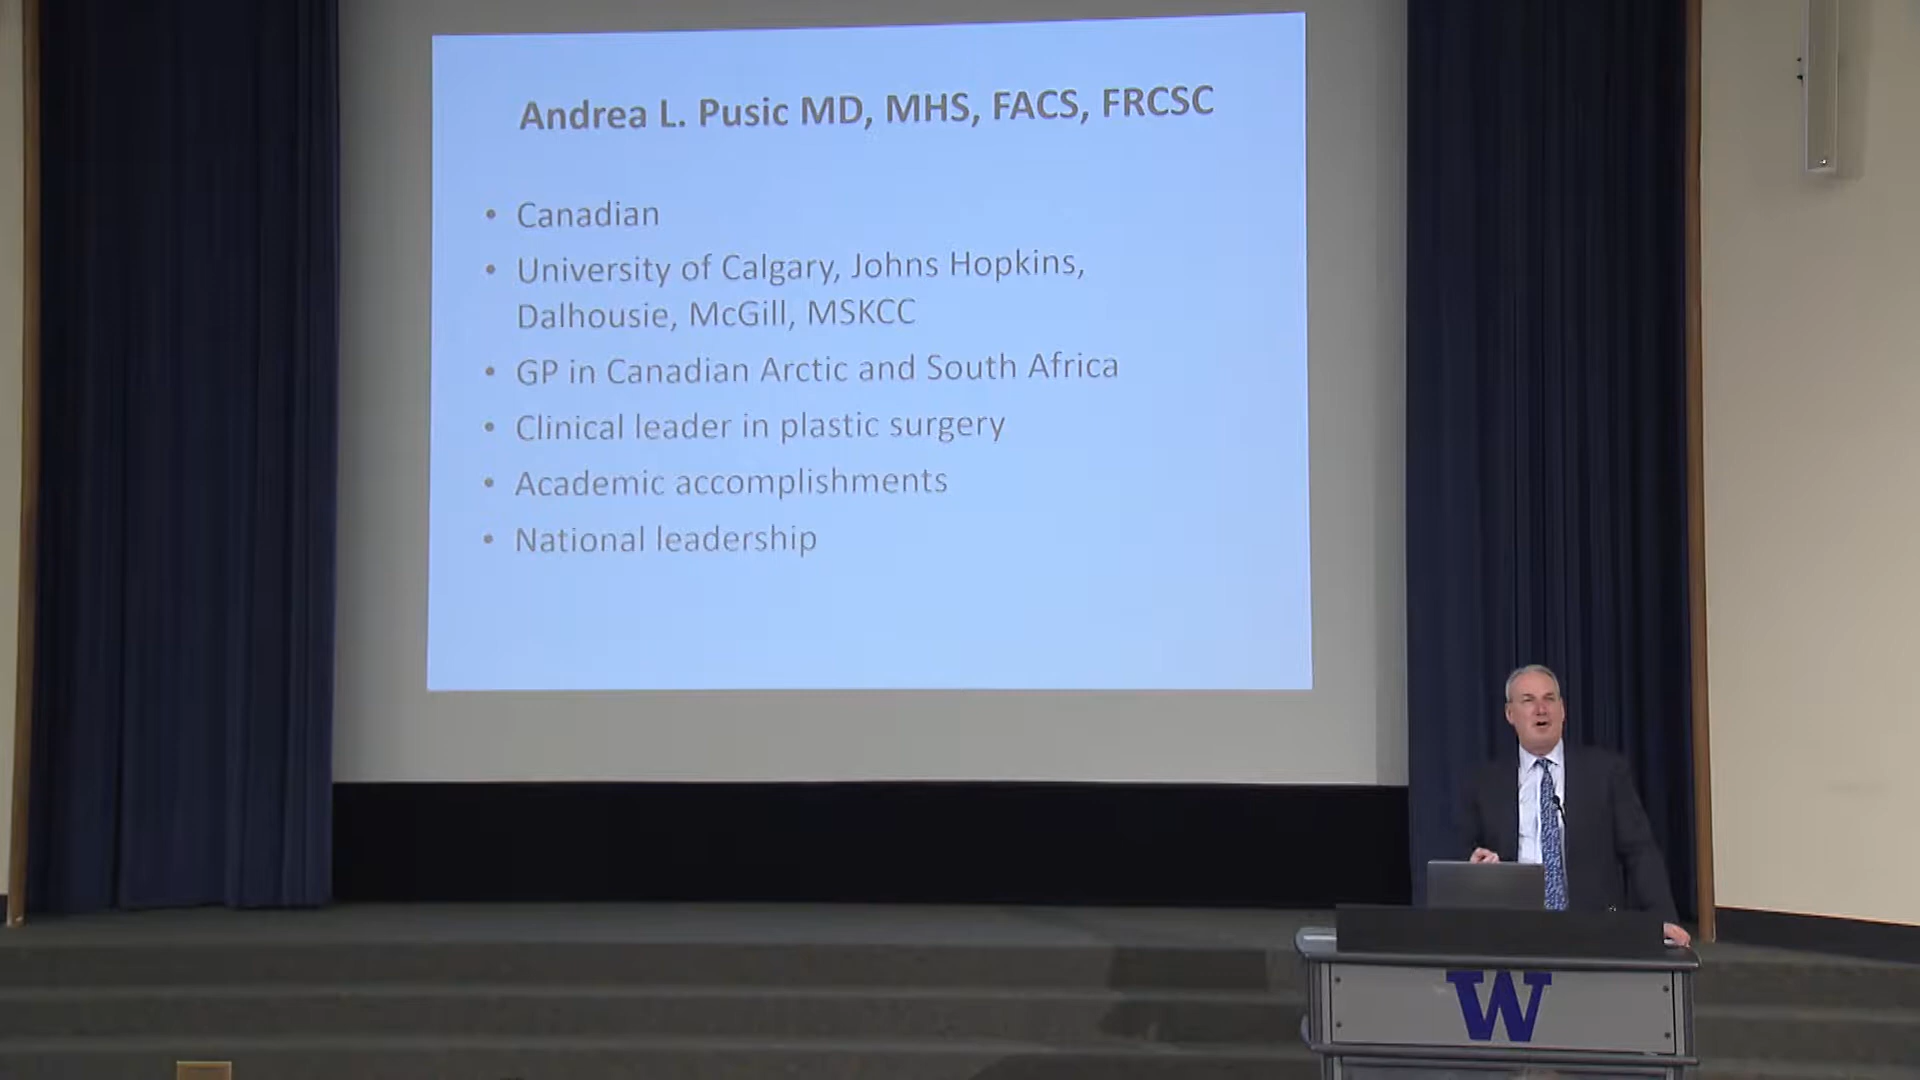 Andrea L. Pusic MD, MHS, FACS, FRCSC
• Canadian
• University of Calgary, Johns Hopkins,
Dalhousie, McGill, MSKCC
• GP in Canadian Arctic and South Africa
• Clinical leader in plastic surgery
• Academic accomplishments
• National leadership
W